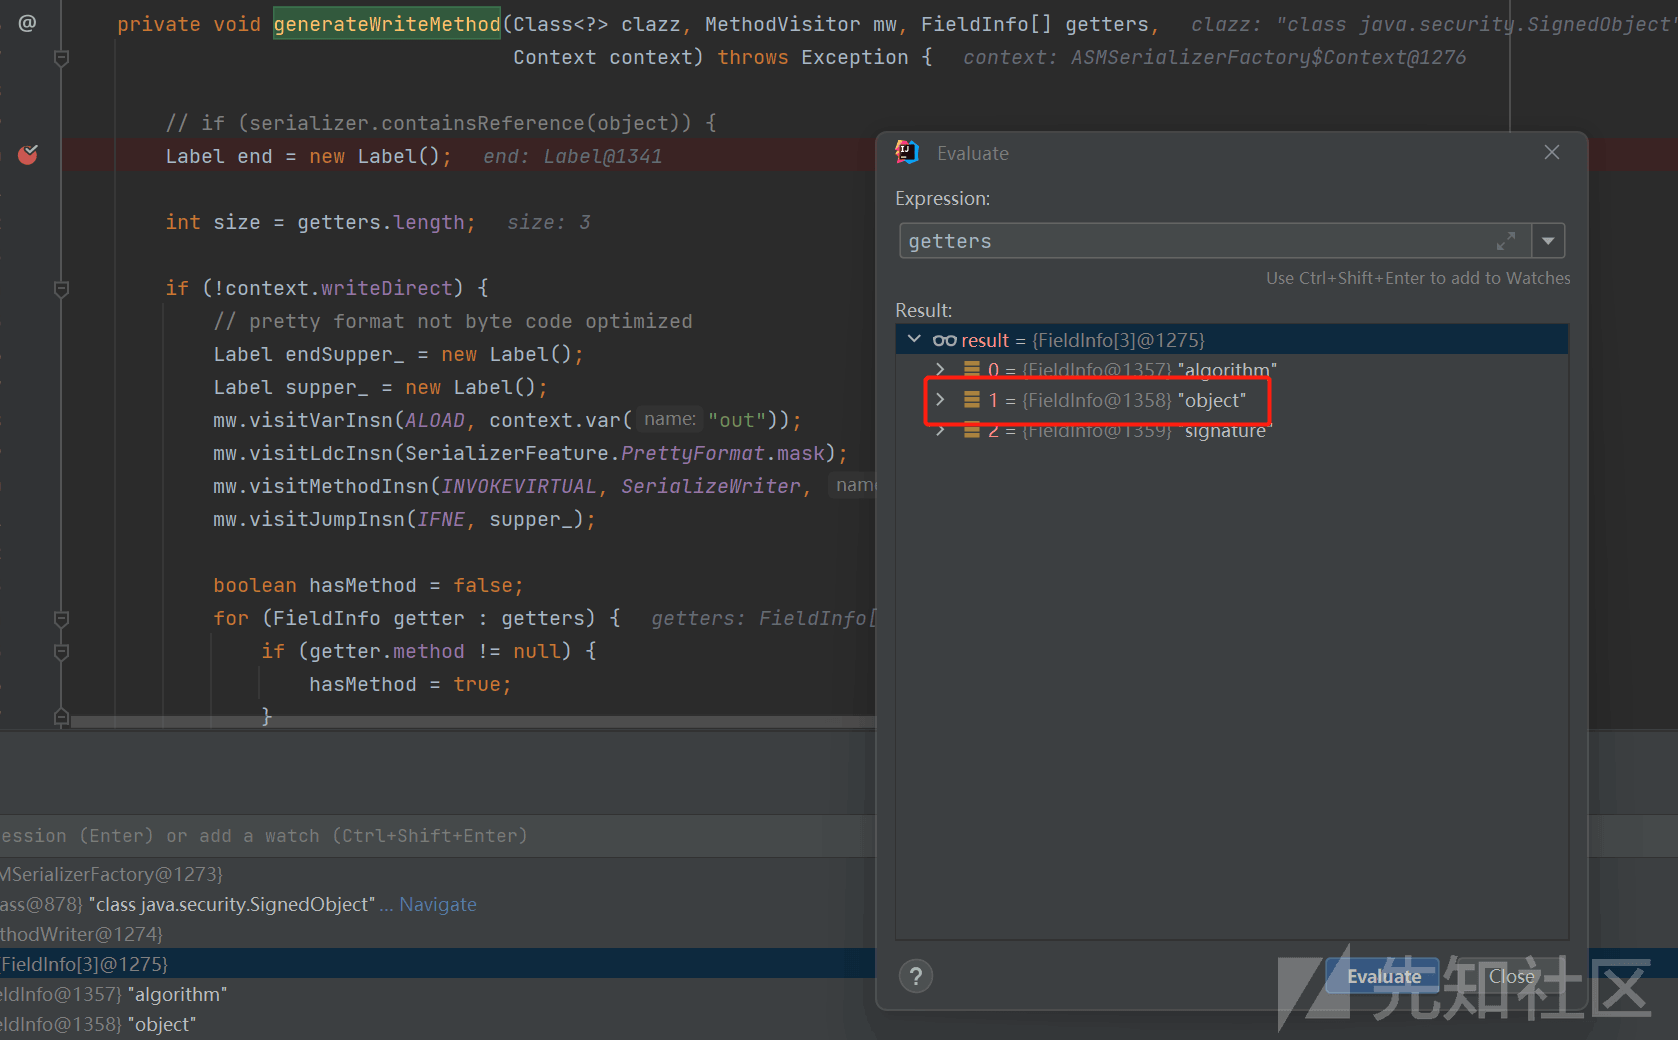 private void generateWriteMethod(Class<?> clazz, MethodVisitor mw, FieldInfo[] getters, clazz: "class java.security.SignedObject"
Context context) throws Exception { context: ASMSerializerFactory$Context@1276
// if (serializer.containsReference(object)) {
Label end = new Label(); end: Label@1341
int size = getters.length; size: 3
if (!context.writeDirect) {
// pretty format not byte code optimized
Label endSupper_ = new Label();
Label supper_ = new Label();
mw.visitVarInsn(ALOAD, context.var( name: "out"));
mw.visitLdcInsn(SerializerFeature.PrettyFormat.mask);
mw.visitMethodInsn(INVOKEVIRTUAL, SerializeWriter, name
mw.visitJumpInsn(IFNE, supper_);
boolean hasMethod = false;
for (FieldInfo getter : getters) { getters: FieldInfo[
if (getter.method != null) {
hasMethod = true;
}
Evaluate
Expression:
getters
Use Ctrl+Shift+Enter to add to Watches
Result:
result = {FieldInfo[3]@1275}
0 = {FieldInfo@1357} "algorithm"
1 = {FieldInfo@1358} "object"
2 = {FieldInfo@1359} "signature"
? Evaluate Close
ession (Enter) or add a watch (Ctrl+Shift+Enter)
MSerializerFactory@1273}
ass@878} "class java.security.SignedObject" ... Navigate
thodWriter@1274}
{FieldInfo[3]@1275}
eldInfo@1357} "algorithm"
eldInfo@1358} "object"
先知社区